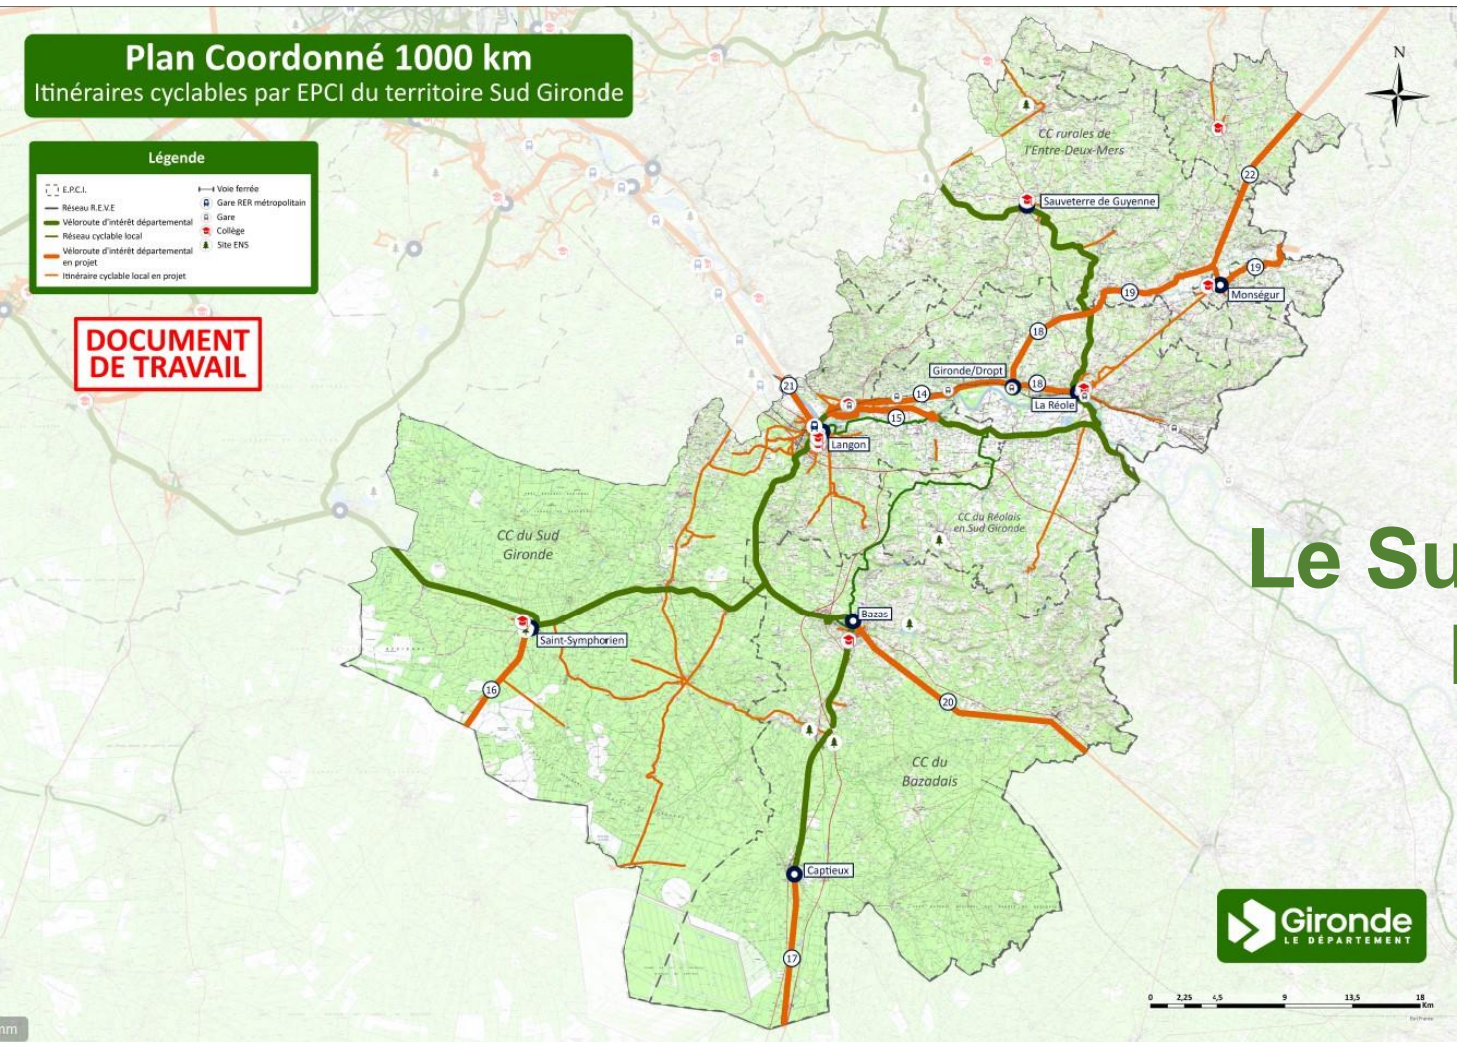 Plan Coordonné 1000 km
Itinéraires cyclables par EPCI du territoire Sud Gironde
Légende
E.P.C.I.
Réseau R.E.V.E
Véloroute d'intérêt départemental
Réseau cyclable local
Véloroute d'intérêt départemental
en projet
Itinéraire cyclable local en projet
Voie ferrée
Gare RER métropolitain
Gare
Collège
Site ENS
DOCUMENT
DE TRAVAIL
N
CC rurales de
l'Entre-Deux-Mers
22
Sauveterre de Guyenne
19
19
Monségur
18
Gironde/Dropt
18
21
14
La Réole
15
Langon
CC du Sud
Gironde
CC du Réolais
en Sud Gironde
Le Su
Bazas
Saint-Symphorien
16
20
CC du
Bazadais
Captieux
17
Gironde
LE DÉPARTEMENT
0 2,25 4,5 9 13,5 18
Km
mm